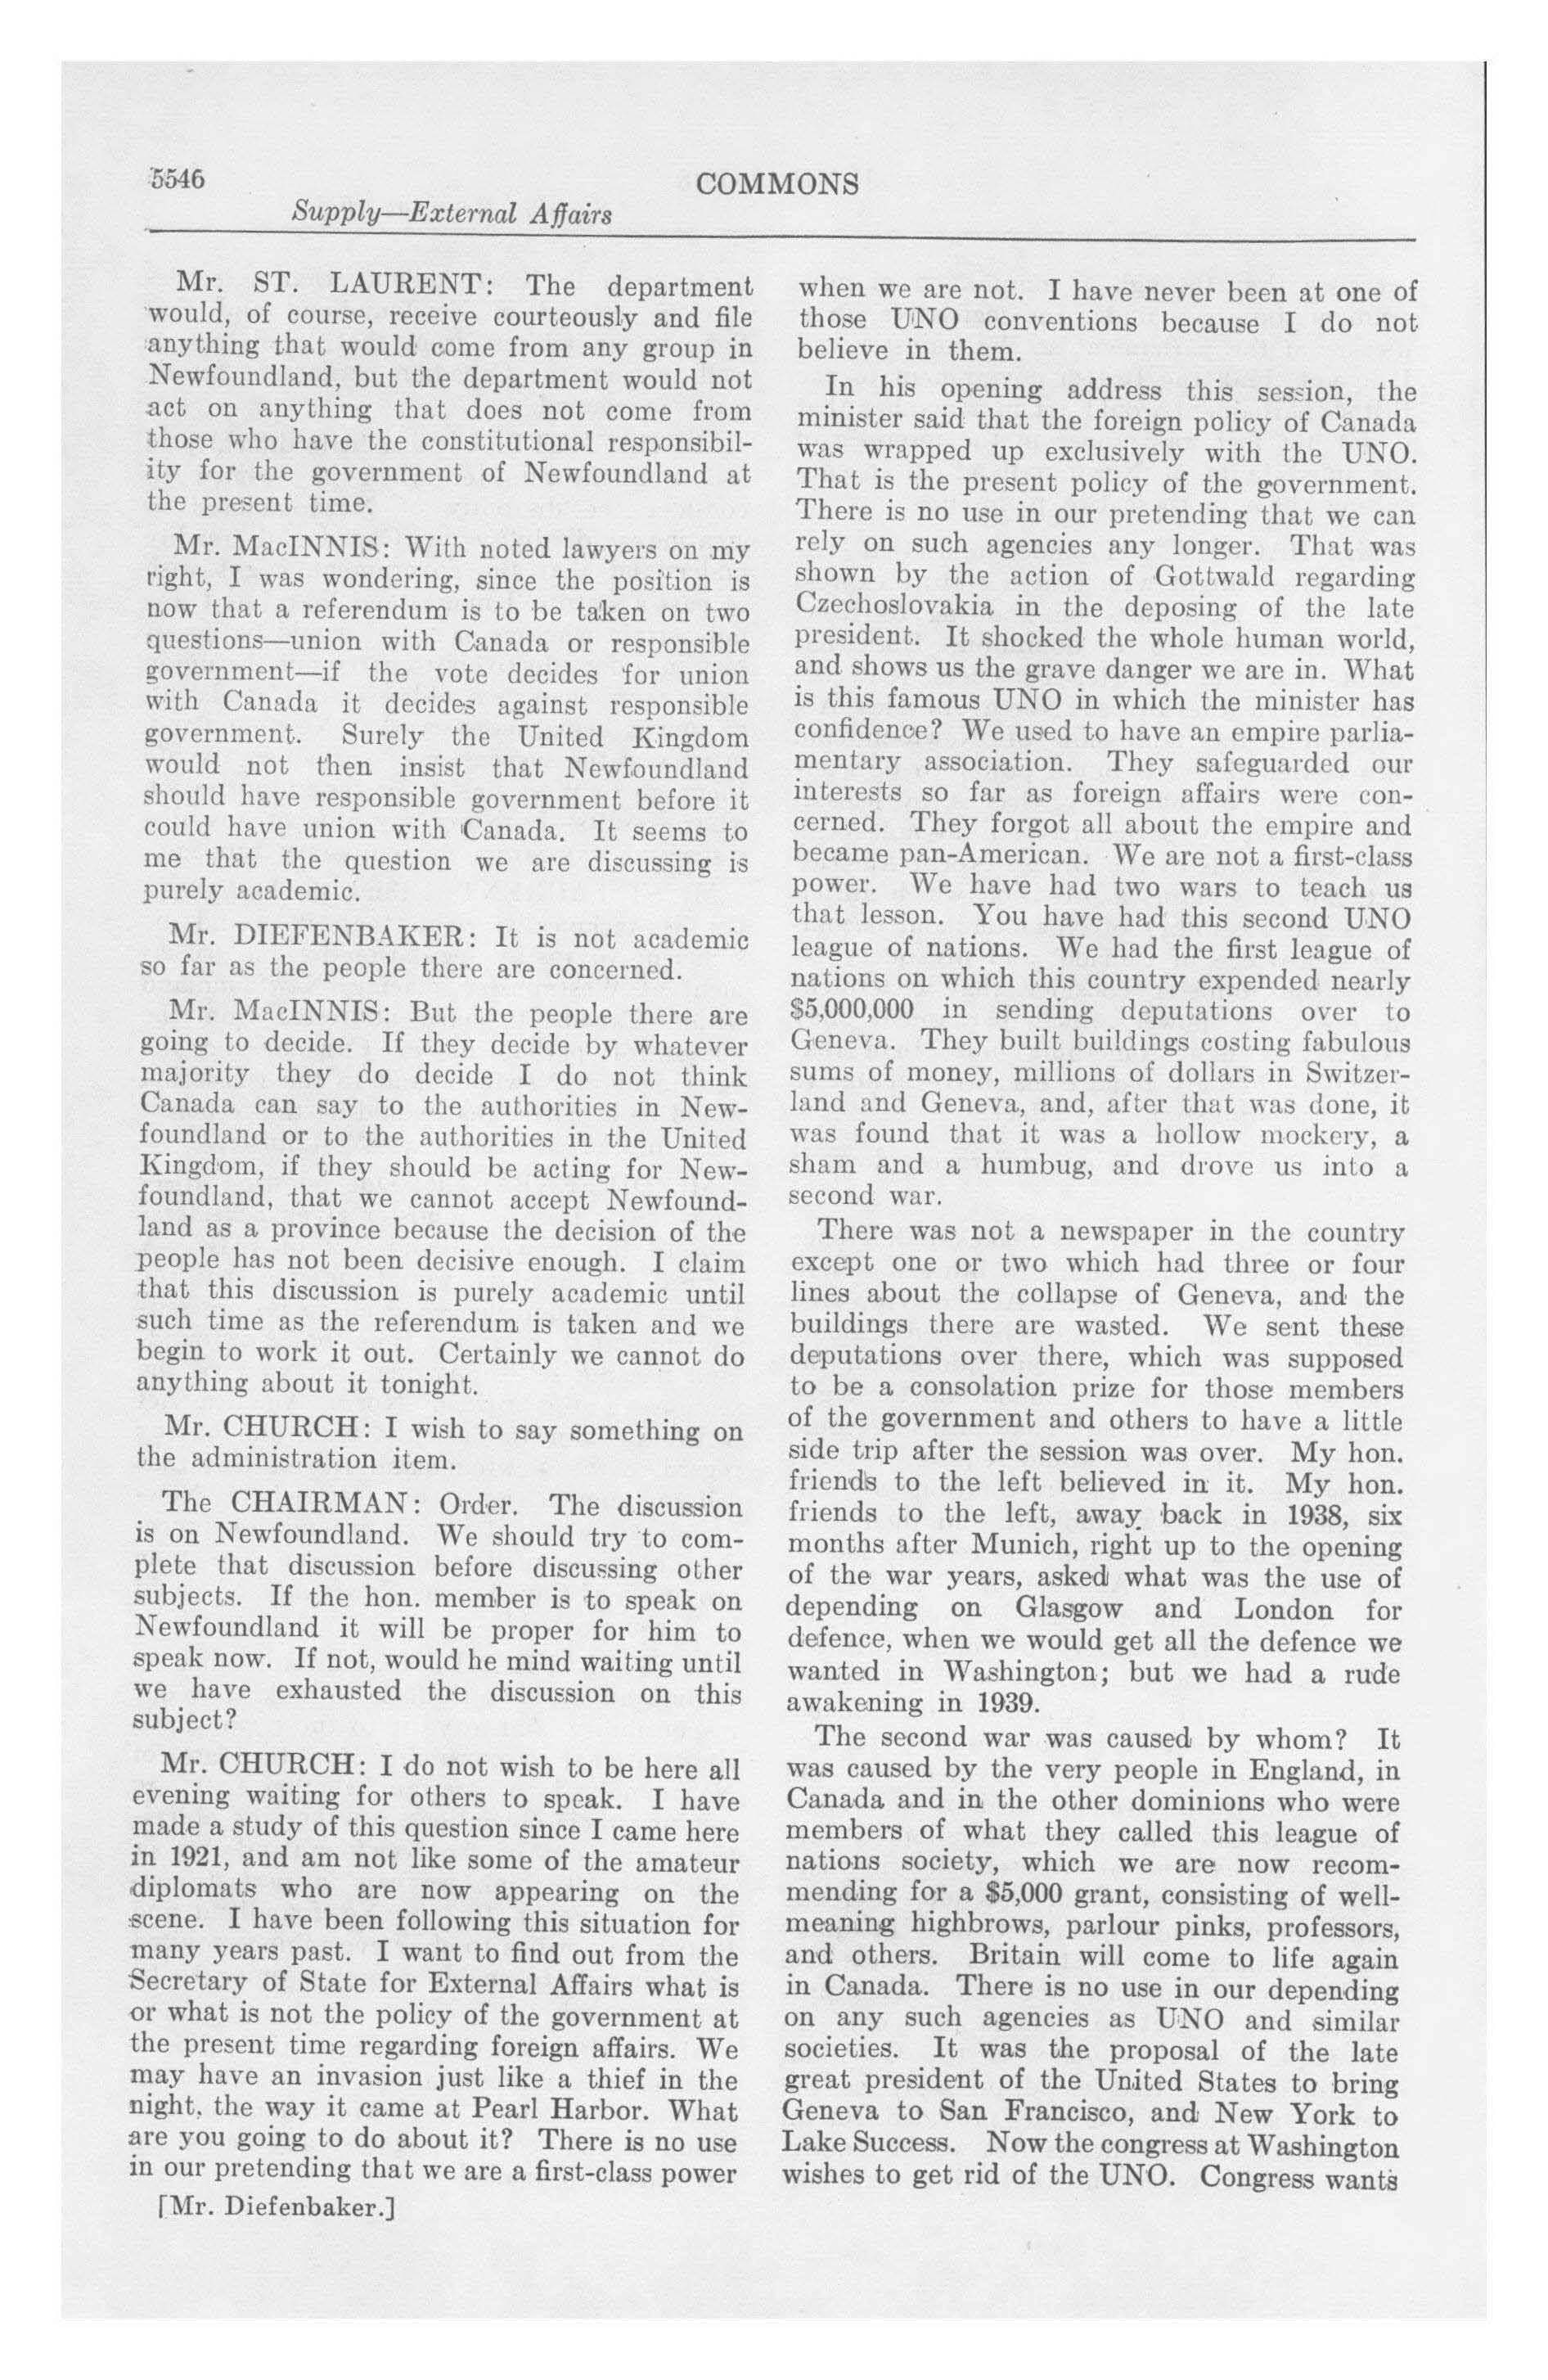 5546
COMMONS
Supply—External Affairs
Mr. ST. LAURENT: The department
would, of course, receive courteously and file
anything that would come from any group in
Newfoundland, but the department would not
act on anything that does not come from
those who have the constitutional responsibil-
ity for the government of Newfoundland at
the present time.
Mr. MacINNIS: With noted lawyers on my
right, I was wondering, since the position is
now that a referendum is to be taken on two
questions—union with Canada or responsible
government—if the vote decides for union
with Canada it decides against responsible
government. Surely the United Kingdom
would not then insist that Newfoundland
should have responsible government before it
could have union with Canada. It seems to
me that the question we are discussing is
purely academic.
Mr. DIEFENBAKER: It is not academic
so far as the people there are concerned.
Mr. MacINNIS: But the people there are
going to decide. If they decide by whatever
majority they do decide I do not think
Canada can say to the authorities in New-
foundland or to the authorities in the United
Kingdom, if they should be acting for New-
foundland, that we cannot accept Newfound-
land as a province because the decision of the
people has not been decisive enough. I claim
that this discussion is purely academic until
such time as the referendum is taken and we
begin to work it out. Certainly we cannot do
anything about it tonight.
Mr. CHURCH: I wish to say something on
the administration item.
The CHAIRMAN: Order. The discussion
is on Newfoundland. We should try to com-
plete that discussion before discussing other
subjects. If the hon. member is to speak on
Newfoundland it will be proper for him to
speak now. If not, would he mind waiting until
we have exhausted the discussion on this
subject?
Mr. CHURCH: I do not wish to be here all
evening waiting for others to speak. I have
made a study of this question since I came here
in 1921, and am not like some of the amateur
diplomats who are now appearing on the
scene. I have been following this situation for
many years past. I want to find out from the
Secretary of State for External Affairs what is
or what is not the policy of the government at
the present time regarding foreign affairs. We
may have an invasion just like a thief in the
night, the way it came at Pearl Harbor. What
are you going to do about it? There is no use
in our pretending that we are a first-class power
[Mr. Diefenbaker.]
when we are not. I have never been at one of
those UNO conventions because I do not
believe in them.
In his opening address this session, the
minister said that the foreign policy of Canada
was wrapped up exclusively with the UNO.
That is the present policy of the government.
There is no use in our pretending that we can
rely on such agencies any longer. That was
shown by the action of Gottwald regarding
Czechoslovakia in the deposing of the late
president. It shocked the whole human world,
and shows us the grave danger we are in. What
is this famous UNO in which the minister has
confidence? We used to have an empire parlia-
mentary association. They safeguarded our
interests so far as foreign affairs were con-
cerned. They forgot all about the empire and
became pan-American. We are not a first-class
power. We have had two wars to teach us
that lesson. You have had this second UNO
league of nations. We had the first league of
nations on which this country expended nearly
$5,000,000 in sending deputations over to
Geneva. They built buildings costing fabulous
sums of money, millions of dollars in Switzer-
land and Geneva, and, after that was done, it
was found that it was a hollow mockery, a
sham and a humbug, and drove us into a
second war.
There was not a newspaper in the country
except one or two which had three or four
lines about the collapse of Geneva, and the
buildings there are wasted. We sent these
deputations over there, which was supposed
to be a consolation prize for those members
of the government and others to have a little
side trip after the session was over. My hon.
friends to the left believed in it. My hon.
friends to the left, away back in 1938, six
months after Munich, right up to the opening
of the war years, asked what was the use of
depending on Glasgow and London for
defence, when we would get all the defence we
wanted in Washington; but we had a rude
awakening in 1939.
The second war was caused by whom? It
was caused by the very people in England, in
Canada and in the other dominions who were
members of what they called this league of
nations society, which we are now recom-
mending for a $5,000 grant, consisting of well-
meaning highbrows, parlour pinks, professors,
and others. Britain will come to life again
in Canada. There is no use in our depending
on any such agencies as UNO and similar
societies. It was the proposal of the late
great president of the United States to bring
Geneva to San Francisco, and New York to
Lake Success. Now the congress at Washington
wishes to get rid of the UNO. Congress wants